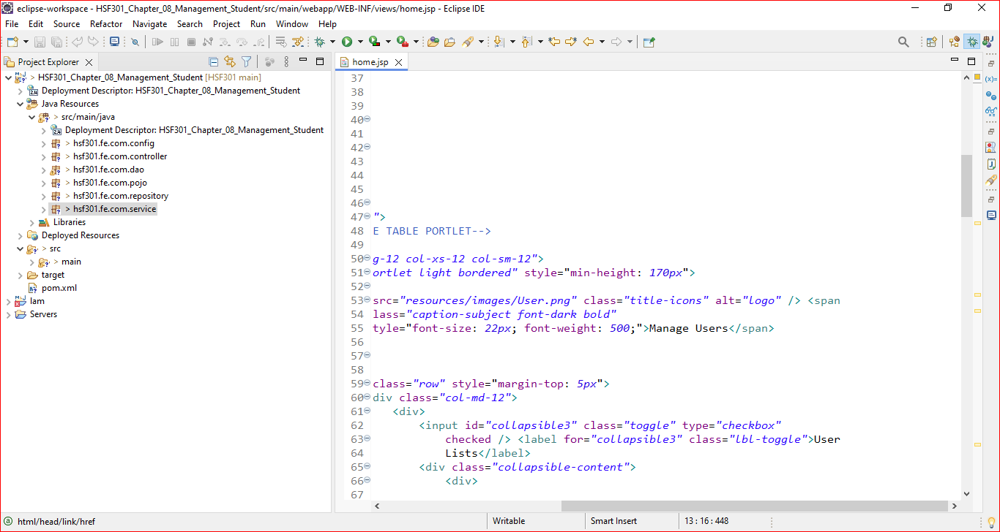 eclipse-workspace - HSF301_Chapter_08_Management_Student/src/main/webapp/WEB-INF/views/home.jsp - Eclipse IDE
File Edit Source Refactor Navigate Search Project Run Window Help
Project Explorer
> HSF301_Chapter_08_Management_Student [HSF301 main]
Deployment Descriptor: HSF301_Chapter_08_Management_Student
Java Resources
> src/main/java
Deployment Descriptor: HSF301_Chapter_08_Management_Student
> hsf301.fe.com.config
> hsf301.fe.com.controller
> hsf301.fe.com.dao
> hsf301.fe.com.pojo
> hsf301.fe.com.repository
> hsf301.fe.com.service
Libraries
Deployed Resources
> src
> main
target
pom.xml
lam
Servers
home.jsp
37
38
39
40
41
42
43
44
45
46
47 ">
48 E TABLE PORTLET-->
49
50 g-12 col-xs-12 col-sm-12">
51 ortlet light bordered" style="min-height: 170px">
52
53 src="resources/images/User.png" class="title-icons" alt="logo" /> <span
54 lass="caption-subject font-dark bold"
55 tyle="font-size: 22px; font-weight: 500;">Manage Users</span>
56
57
58
59 class="row" style="margin-top: 5px">
60 div class="col-md-12">
61 <div>
62 <input id="collapsible3" class="toggle" type="checkbox"
63 checked /> <label for="collapsible3" class="lbl-toggle">User
64 Lists</label>
65 <div class="collapsible-content">
66 <div>
67
html/head/link/href
Writable
Smart Insert
13 : 16 : 448